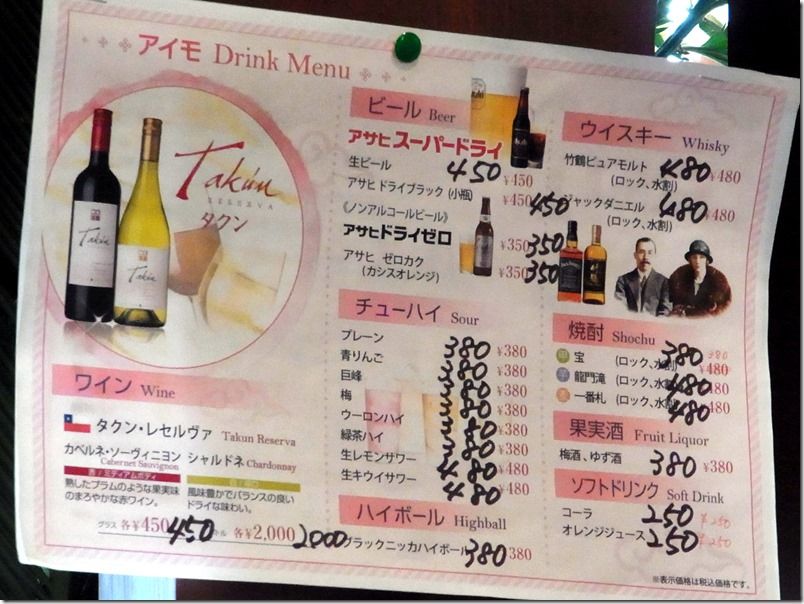 アイモ Drink Menu
Takún
RESERVA
タクン
Takún
Takún
ワイン Wine
タクン・レセルヴァ Takun Reserva
カベルネ・ソーヴィニヨン シャルドネ Chardonnay
Cabernet Sauvignon
赤 / ミディアムボディ
熟したプラムのような果実味
のまろやかな赤ワイン。
風味豊かでバランスの良い
ドライな味わい。
グラス 各¥450 450 各¥2,000 2000
ビール Beer
アサヒスーパードライ
生ビール 450 ¥450
アサヒ ドライブラック (小瓶) ¥450 450
《ノンアルコールビール》
アサヒドライゼロ ¥350 350
アサヒ ゼロカク ¥350 350
(カシスオレンジ)
チューハイ Sour
プレーン 380 ¥380
青りんご 380 ¥380
巨峰 380 ¥380
梅 380 ¥380
ウーロンハイ 380 ¥380
緑茶ハイ 380 ¥380
生レモンサワー 480 ¥480
生キウイサワー 480 ¥480
ハイボール Highball
ブラックニッカハイボール 380 380
ウイスキー Whisky
竹鶴ピュアモルト 480 ¥480
(ロック、水割)
ジャックダニエル 480 ¥480
(ロック、水割)
焼酎 Shochu
宝 (ロック、水割) 380 380
¥480
龍門滝 (ロック、水割) 480 480
一番札 (ロック、水割) 480 480
果実酒 Fruit Liquor
梅酒、ゆず酒 380 ¥380
ソフトドリンク Soft Drink
コーラ 250 ¥250
オレンジジュース 250 ¥250
※表示価格は税込価格です。